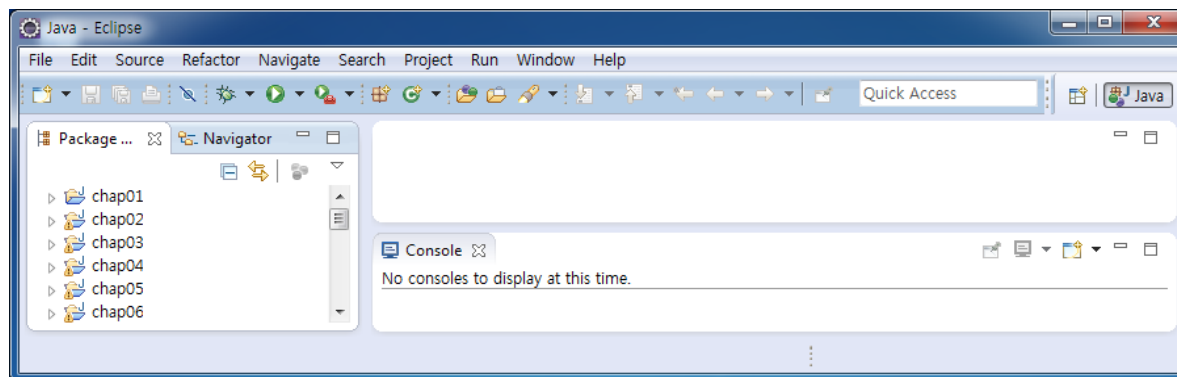 Java - Eclipse
File Edit Source Refactor Navigate Search Project Run Window Help
Quick Access
Java
Package ...
Navigator
chap01
chap02
chap03
chap04
chap05
chap06
Console
No consoles to display at this time.